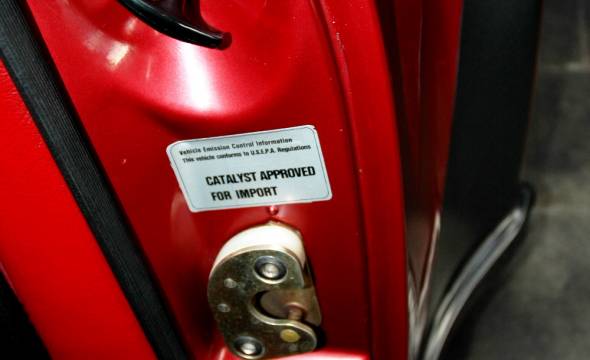 Vehicle Emission Control Information
This vehicle conforms to U.S.E.P.A. Regulations
CATALYST APPROVED
FOR IMPORT